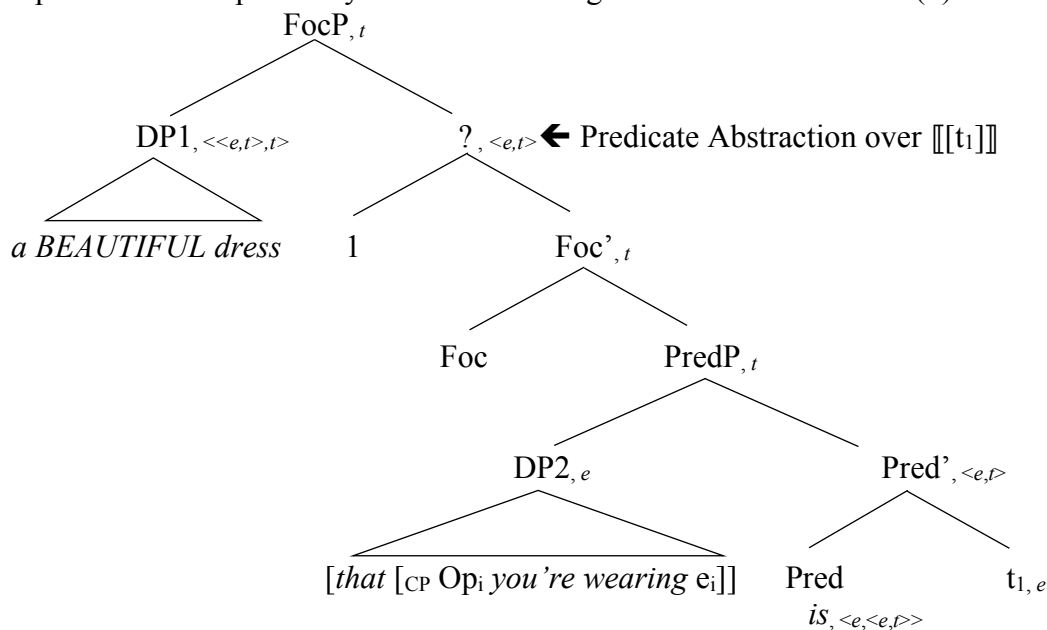 FocP, t
DP1, <<e,t>,t>
? , <e,t> 🡨 Predicate Abstraction over ⟦[t₁]⟧
a BEAUTIFUL dress
1
Foc’, t
Foc
PredP, t
DP2, e
Pred’, <e,t>
[that [CP Opᵢ you’re wearing eᵢ]]
Pred
t₁, e
is, <e,<e,t>>